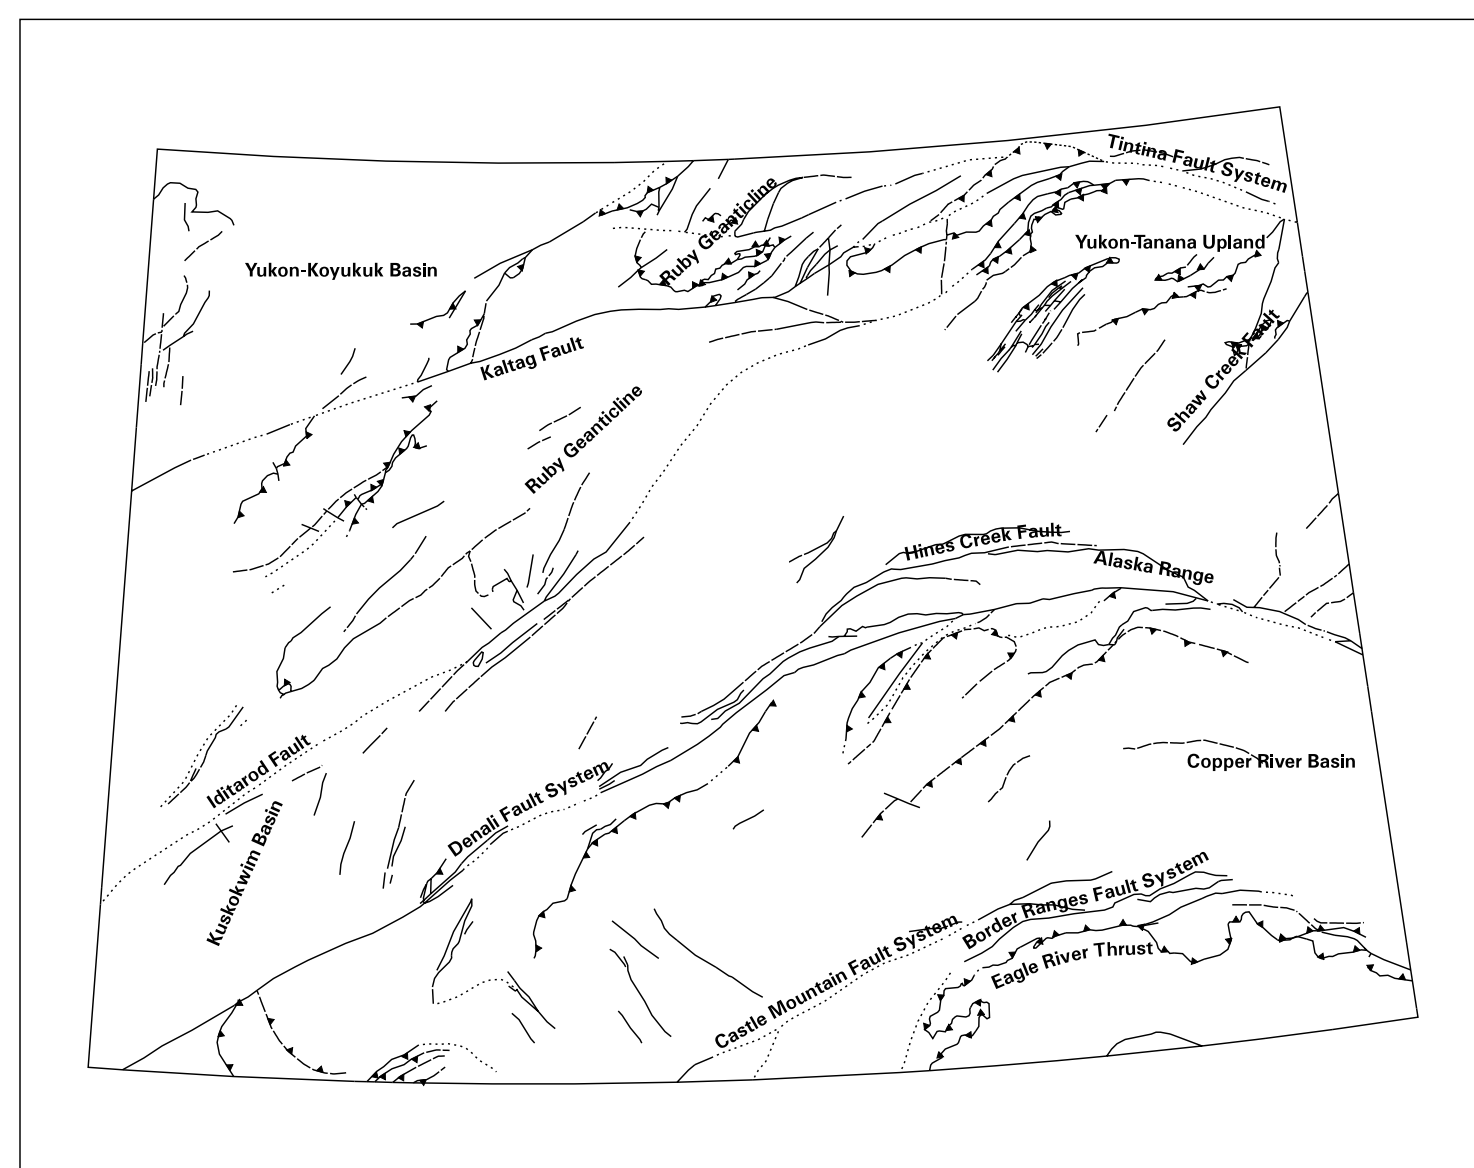 Tintina Fault System
Ruby Geanticline
Yukon-Tanana Upland
Yukon-Koyukuk Basin
Kaltag Fault
Shaw Creek Fault
Ruby Geanticline
Hines Creek Fault
Alaska Range
Iditarod Fault
Copper River Basin
Denali Fault System
Kuskokwim Basin
Border Ranges Fault System
Castle Mountain Fault System
Eagle River Thrust